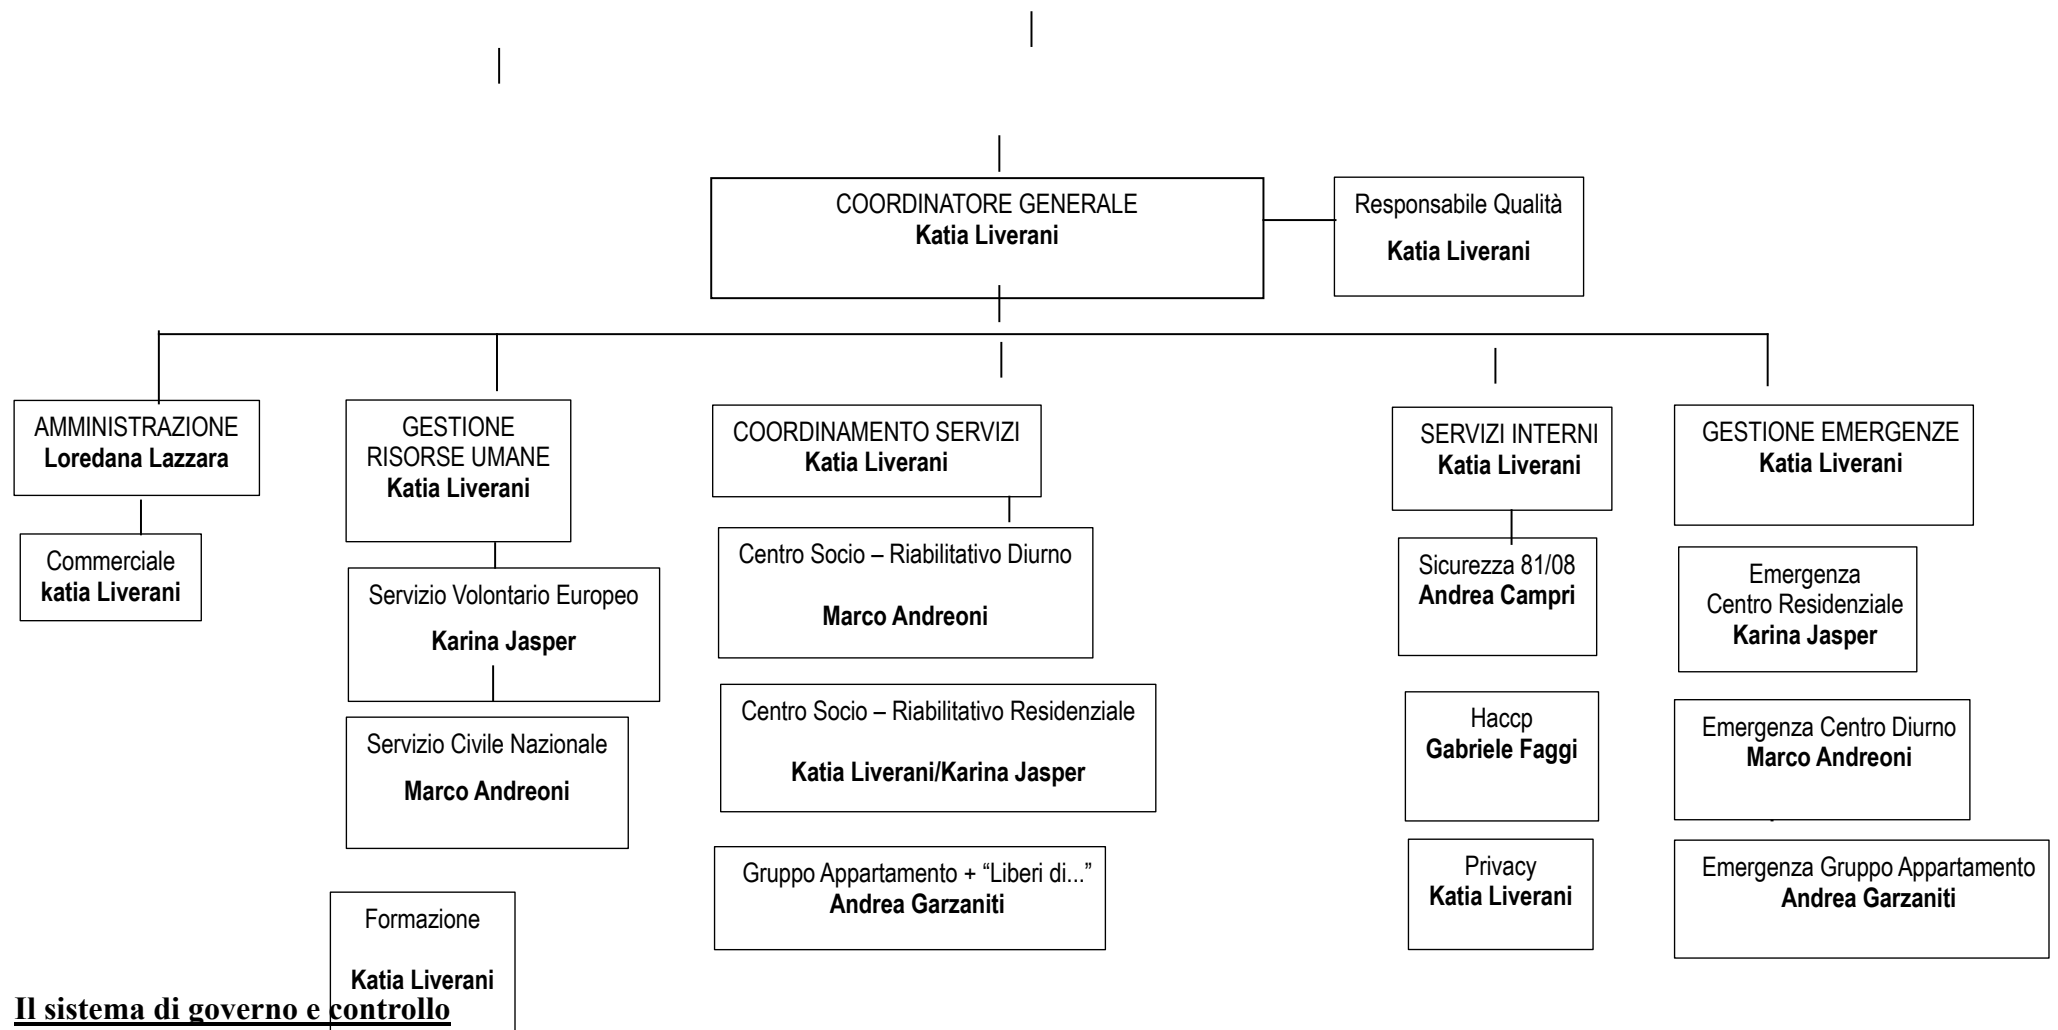 COORDINATORE GENERALE
Katia Liverani
Responsabile Qualità
Katia Liverani
AMMINISTRAZIONE
Loredana Lazzara
Commerciale
katia Liverani
GESTIONE
RISORSE UMANE
Katia Liverani
Servizio Volontario Europeo
Karina Jasper
Servizio Civile Nazionale
Marco Andreoni
Formazione
Katia Liverani
COORDINAMENTO SERVIZI
Katia Liverani
Centro Socio – Riabilitativo Diurno
Marco Andreoni
Centro Socio – Riabilitativo Residenziale
Katia Liverani/Karina Jasper
Gruppo Appartamento + “Liberi di...”
Andrea Garzaniti
SERVIZI INTERNI
Katia Liverani
Sicurezza 81/08
Andrea Campri
Haccp
Gabriele Faggi
Privacy
Katia Liverani
GESTIONE EMERGENZE
Katia Liverani
Emergenza
Centro Residenziale
Karina Jasper
Emergenza Centro Diurno
Marco Andreoni
Emergenza Gruppo Appartamento
Andrea Garzaniti
Il sistema di governo e controllo